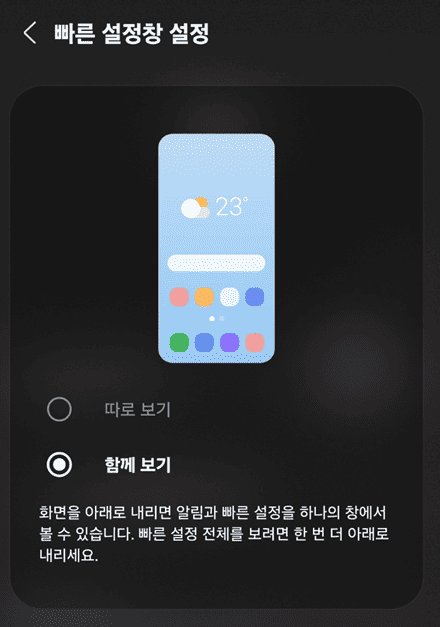 빠른 설정창 설정
23°
따로 보기
함께 보기
화면을 아래로 내리면 알림과 빠른 설정을 하나의 창에서
볼 수 있습니다. 빠른 설정 전체를 보려면 한 번 더 아래로
내리세요.